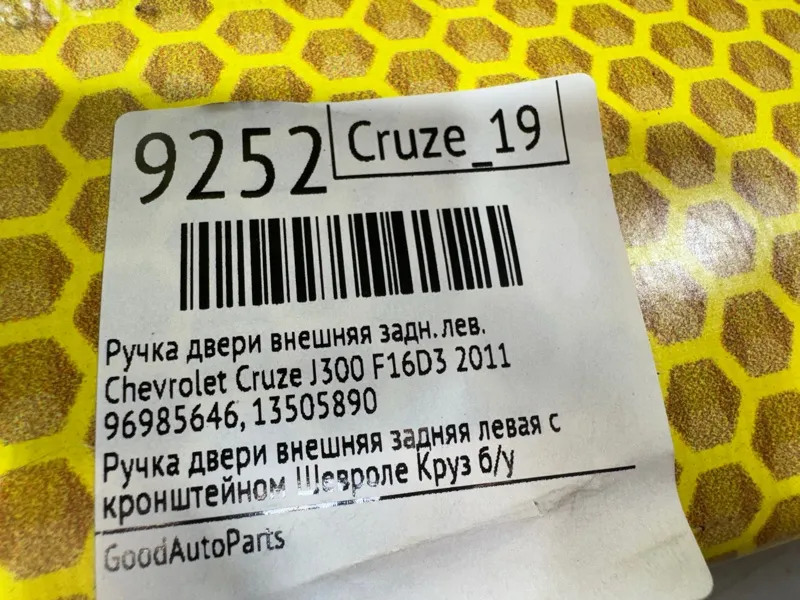 9252
Cruze_19
Ручка двери внешняя задн. лев.
Chevrolet Cruze J300 F16D3 2011
96985646, 13505890
Ручка двери внешняя задняя левая с
кронштейном Шевроле Круз б/у
GoodAutoParts